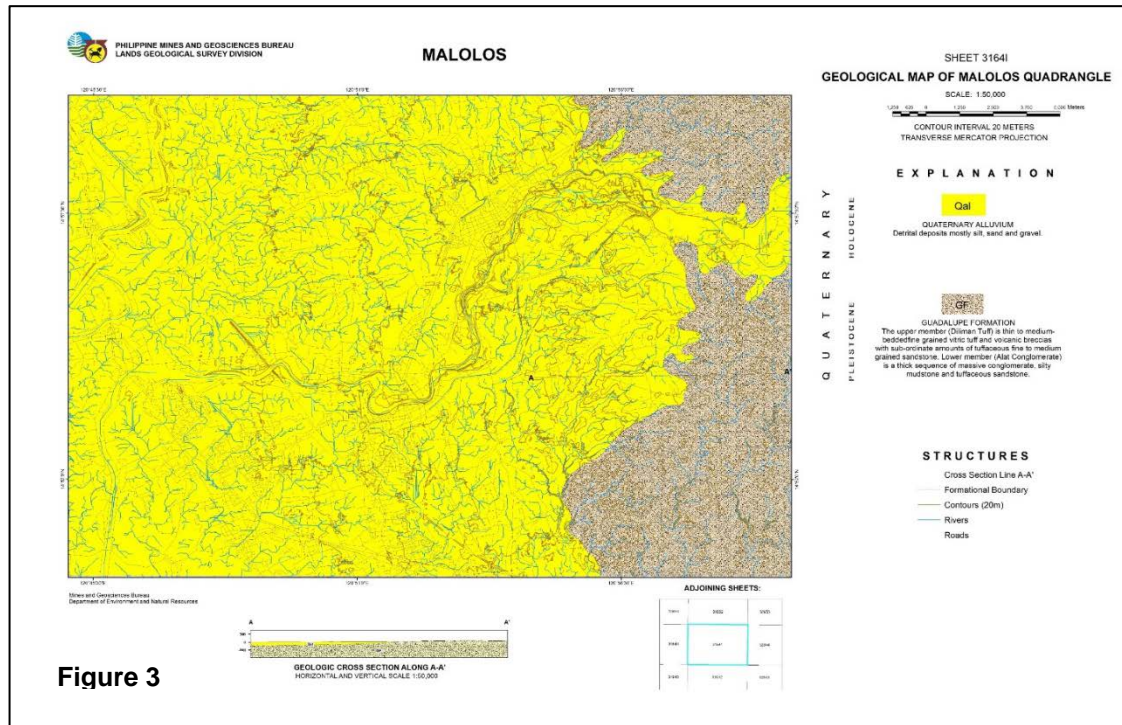 PHILIPPINE MINES AND GEOSCIENCES BUREAU
LANDS GEOLOGICAL SURVEY DIVISION
MALOLOS
SHEET 3164I
GEOLOGICAL MAP OF MALOLOS QUADRANGLE
SCALE: 1:50,000
Meters
CONTOUR INTERVAL 20 METERS
TRANSVERSE MERCATOR PROJECTION
EXPLANATION
QUATERNARY
HOLOCENE
PLEISTOCENE
Qal
QUATERNARY ALLUVIUM
Detrital deposits mostly silt, sand and gravel.
GF
GUADALUPE FORMATION
The upper member (Diliman Tuff) is thin to medium-
beddedfine grained vitric tuff and volcanic breccias
with sub-ordinate amounts of tuffaceous fine to medium
grained sandstone. Lower member (Alat Conglomerate)
is a thick sequence of massive conglomerate, silty
mudstone and tuffaceous sandstone.
STRUCTURES
Cross Section Line A-A'
Formational Boundary
Contours (20m)
Rivers
Roads
A
A'
Mines and Geosciences Bureau
Department of Environment and Natural Resources
A
A'
GEOLOGIC CROSS SECTION ALONG A-A'
HORIZONTAL AND VERTICAL SCALE 1:50,000
ADJOINING SHEETS:
Figure 3